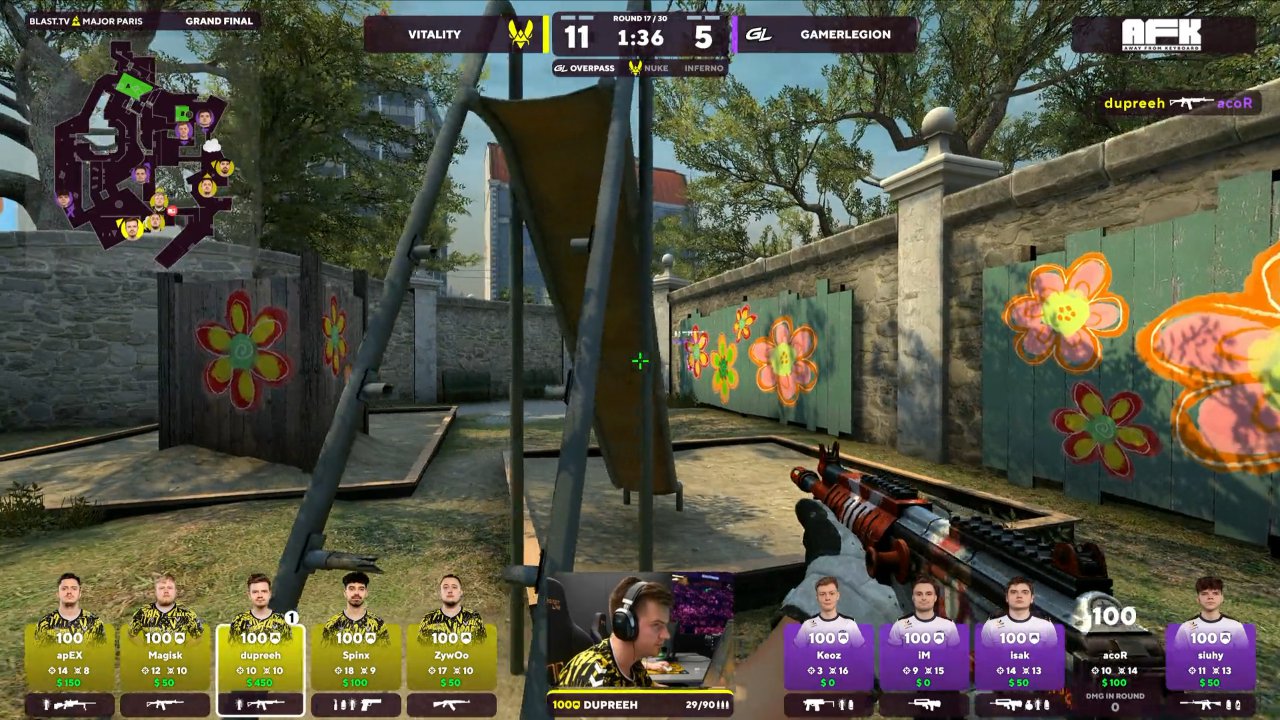 BLAST.TV MAJOR PARIS GRAND FINAL
VITALITY 11 ROUND 17 / 30 1:36 5 GL GAMERLEGION
GL OVERPASS NUKE INFERNO
AFK
AWAY FROM KEYBOARD
dupreeh acoR
100 apEX 14 8 $150
100 Magisk 12 10 $50
1 100 dupreeh 10 10 $450
100 Spinx 18 9 $100
100 ZywOo 17 10 $50
100 DUPREEH 29/90
100 Keoz 3 16 $0
100 iM 9 15 $0
100 isak 14 13 $50
-100 acoR 10 14 $100
DMG IN ROUND
0
100 siuhy 11 13 $50